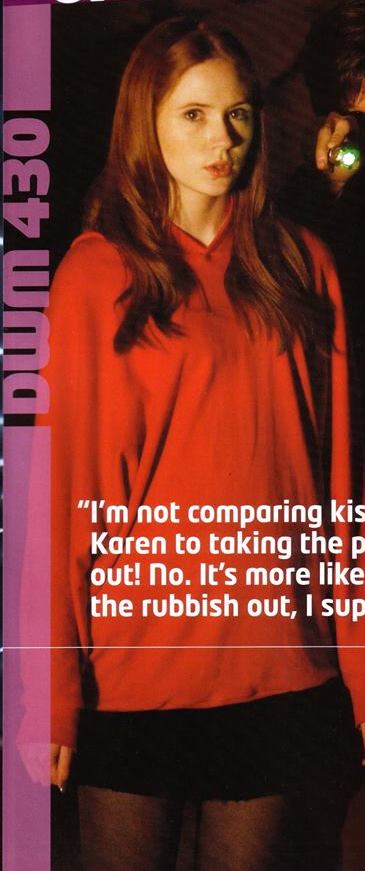 DWM 430
“I’m not comparing kis
Karen to taking the p
out! No. It’s more like
the rubbish out, I sup